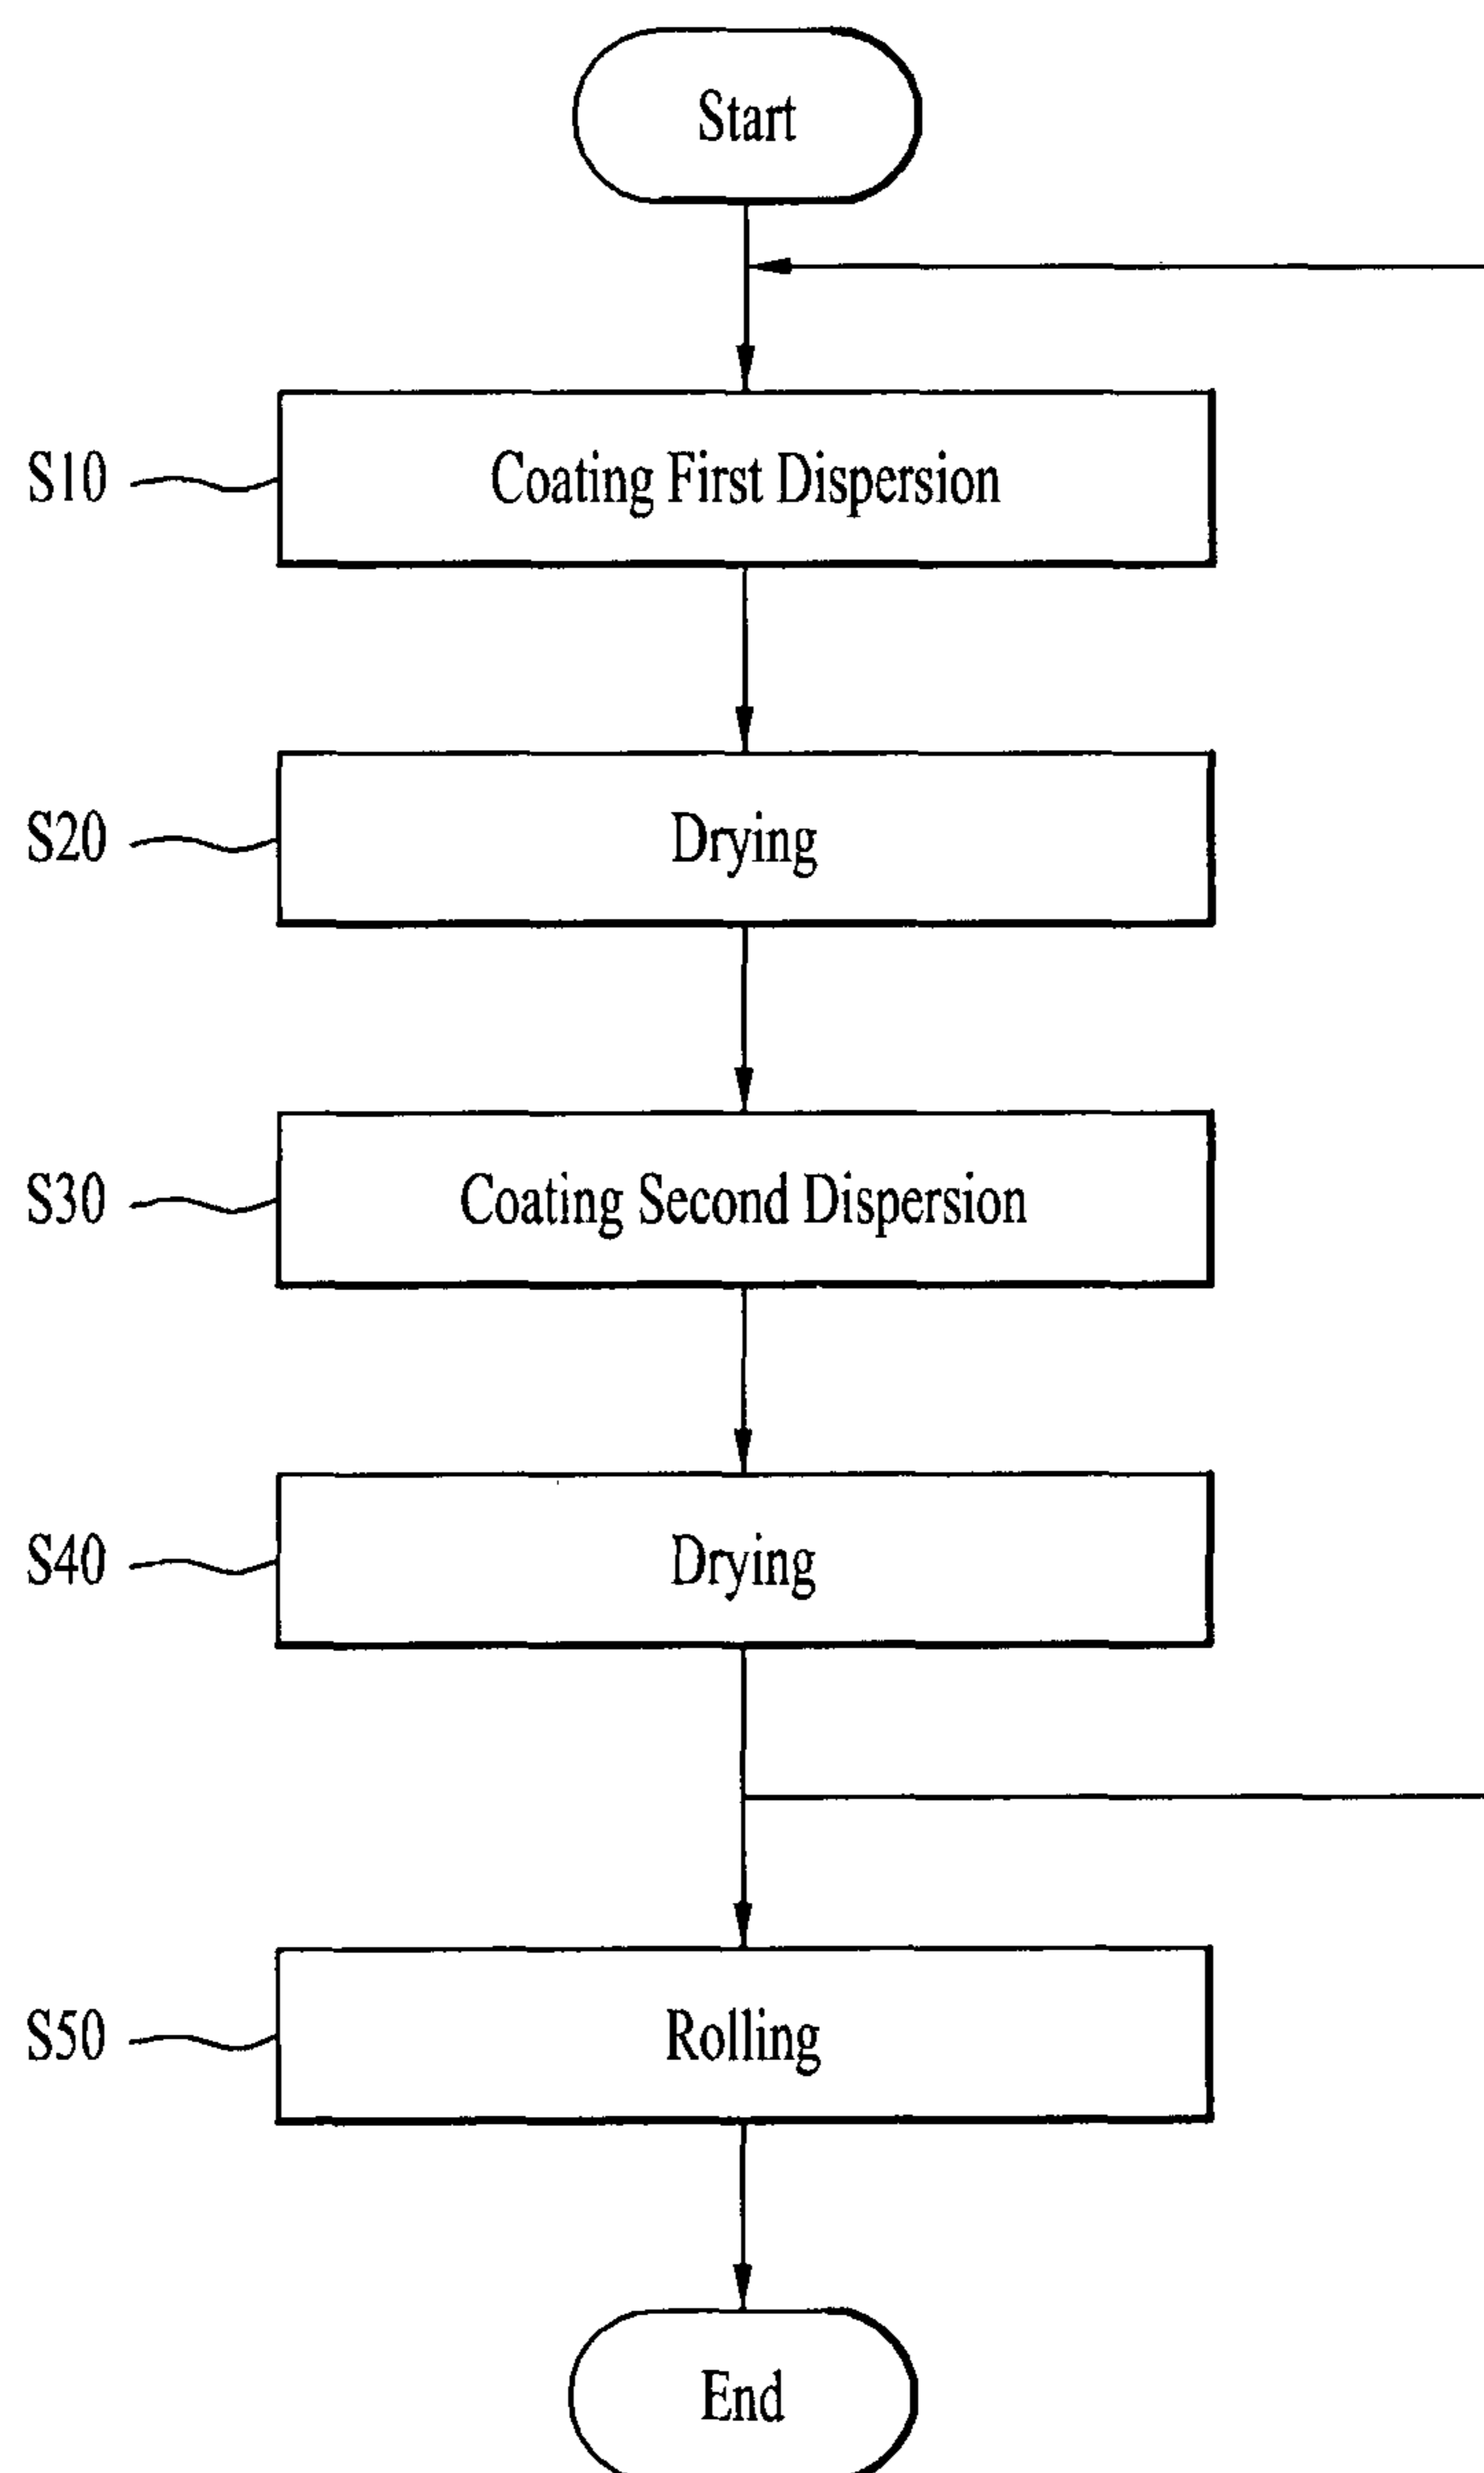 Start
S10 Coating First Dispersion
S20 Drying
S30 Coating Second Dispersion
S40 Drying
S50 Rolling
End